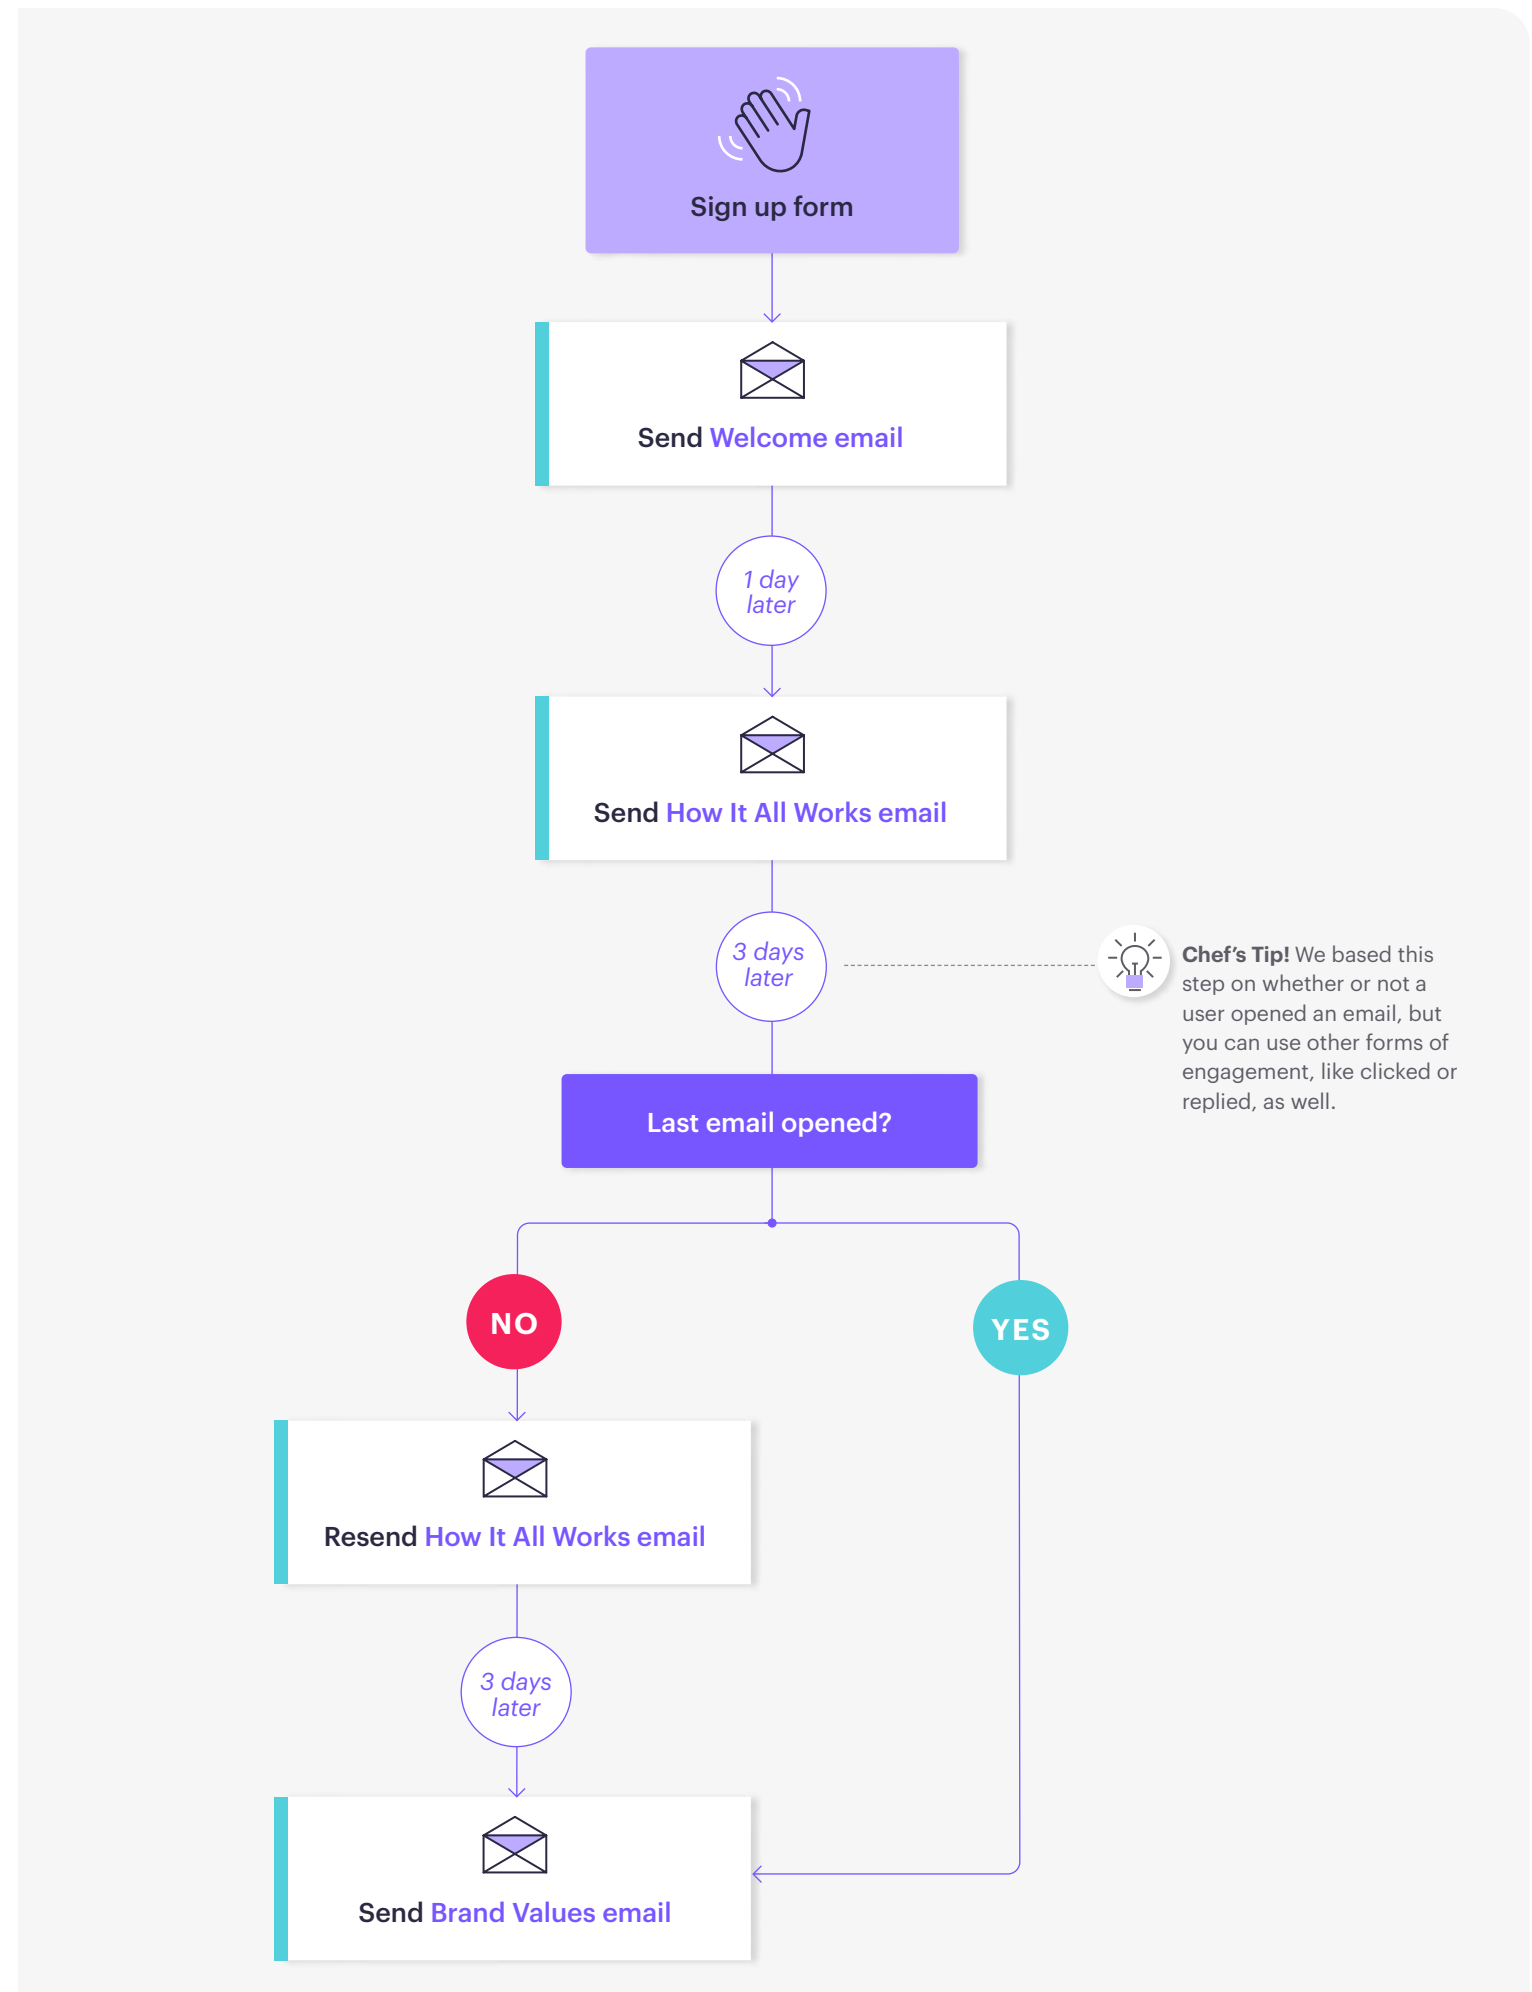 Sign up form
Send Welcome email
1 day
later
Send How It All Works email
3 days
later
Chef’s Tip! We based this
step on whether or not a
user opened an email, but
you can use other forms of
engagement, like clicked or
replied, as well.
Last email opened?
NO
YES
Resend How It All Works email
3 days
later
Send Brand Values email